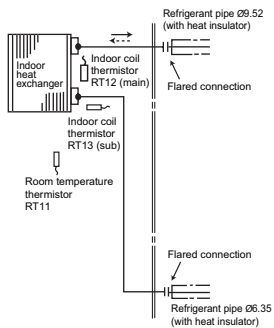 Refrigerant pipe Ø9.52
(with heat insulator)
Indoor
heat
exchanger
Indoor coil
thermistor
RT12 (main)
Flared connection
Indoor coil
thermistor
RT13 (sub)
Room temperature
thermistor
RT11
Flared connection
Refrigerant pipe Ø6.35
(with heat insulator)